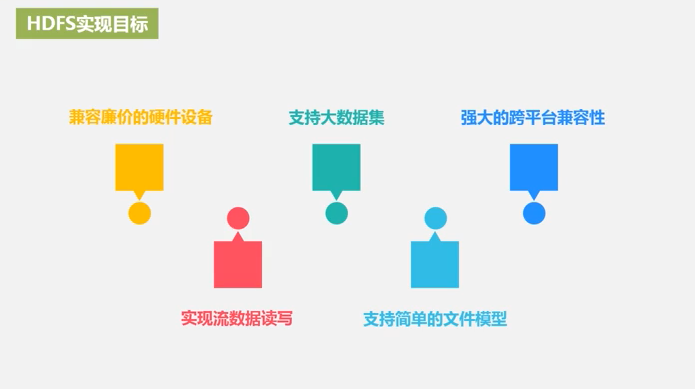 HDFS实现目标
兼容廉价的硬件设备
支持大数据集
强大的跨平台兼容性
实现流数据读写
支持简单的文件模型